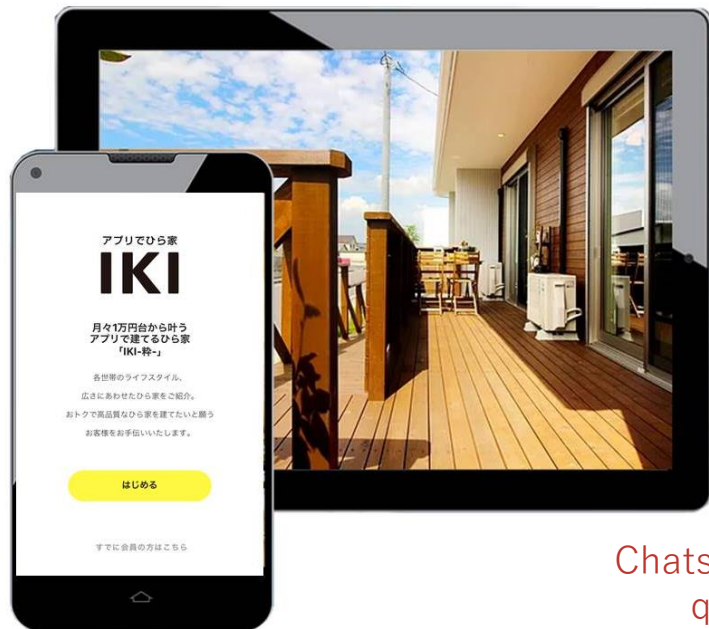 アプリでひら家
IKI
月々1万円台から叶う
アプリで建てるひら家
「IKI-粋-」
各世帯のライフスタイル、
広さにあわせたひら家をご紹介。
おトクで高品質なひら家を建てたいと願う
お客様をお手伝いいたします。
はじめる
すでに会員の方はこちら
Chats
q